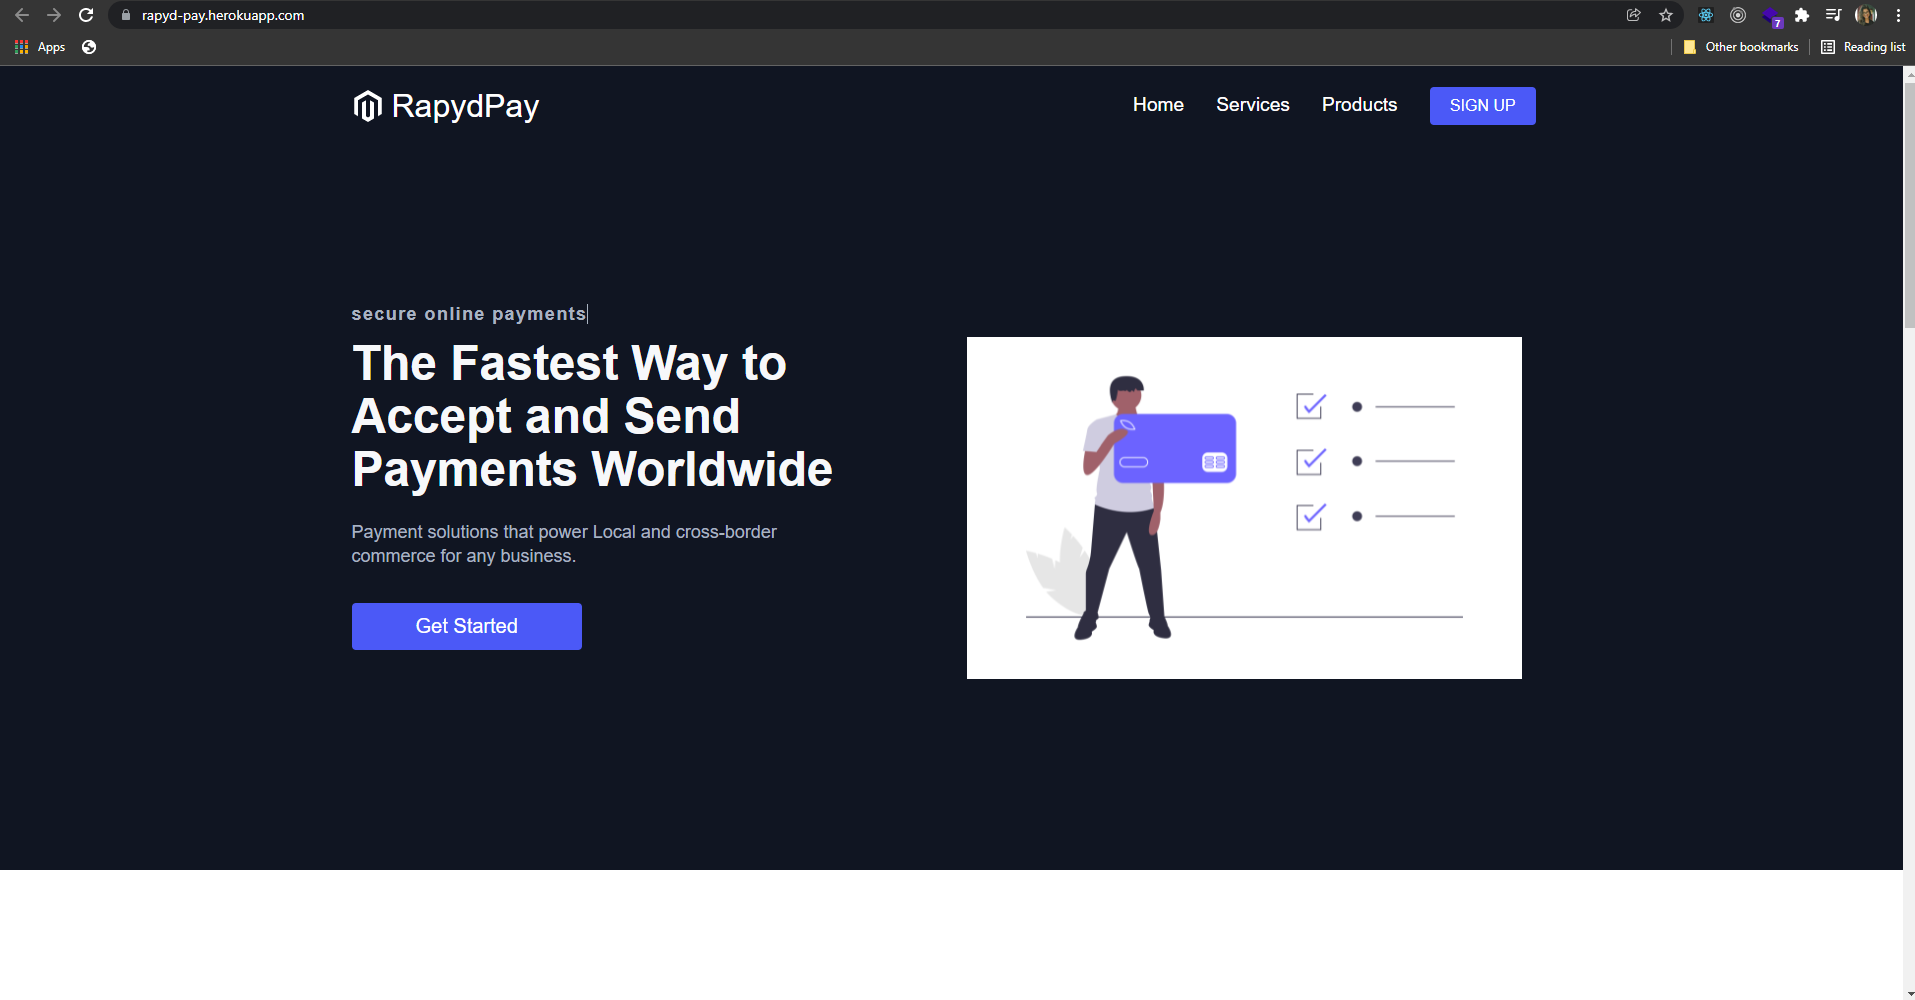 rapyd-pay.herokuapp.com
7
Apps
Other bookmarks
Reading list
RapydPay
Home
Services
Products
SIGN UP
secure online payments
The Fastest Way to
Accept and Send
Payments Worldwide
Payment solutions that power Local and cross-border
commerce for any business.
Get Started